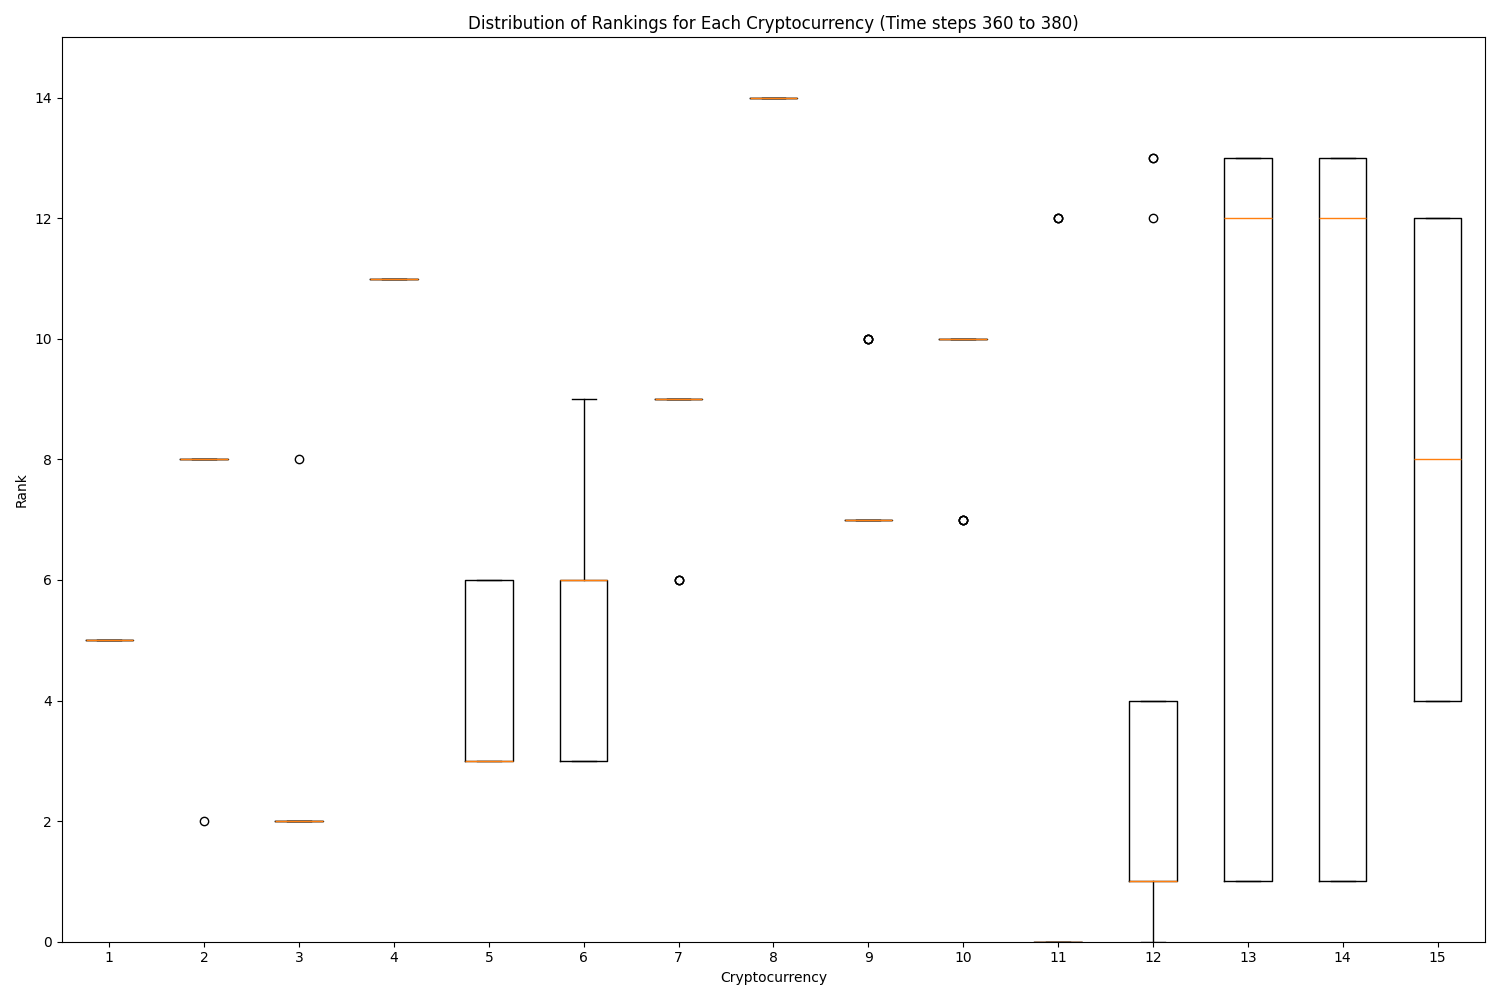 Distribution of Rankings for Each Cryptocurrency (Time steps 360 to 380)
Rank
14
12
10
8
6
4
2
0
1 2 3 4 5 6 7 8 9 10 11 12 13 14 15
Cryptocurrency